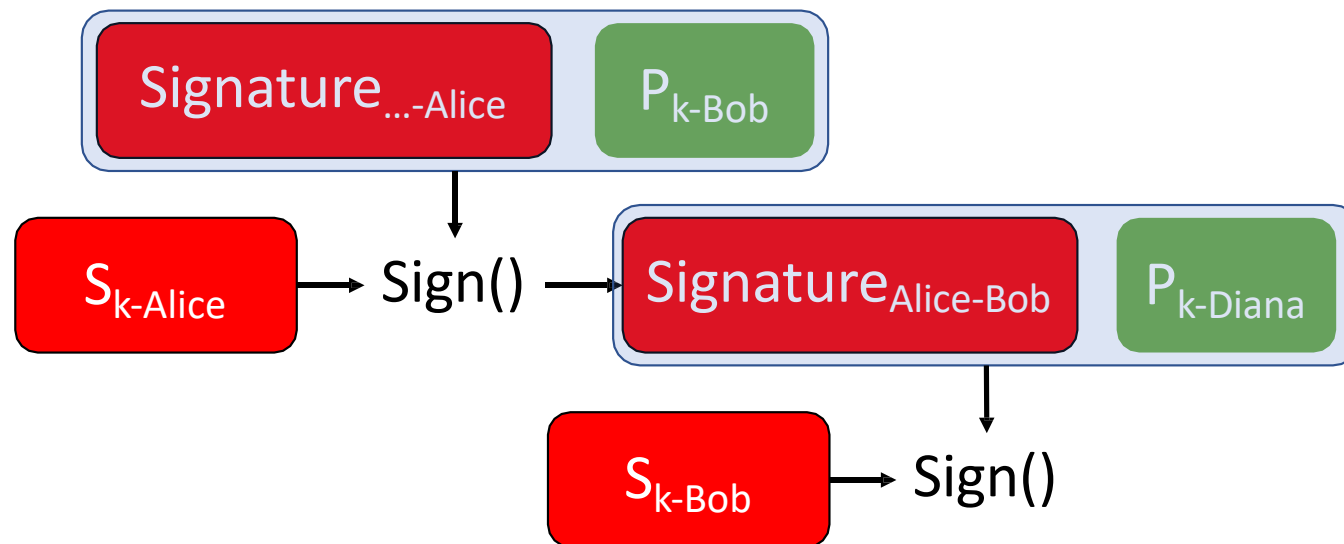 Signature...-Alice
Pk-Bob
Sk-Alice
Sign()
SignatureAlice-Bob
Pk-Diana
Sk-Bob
Sign()